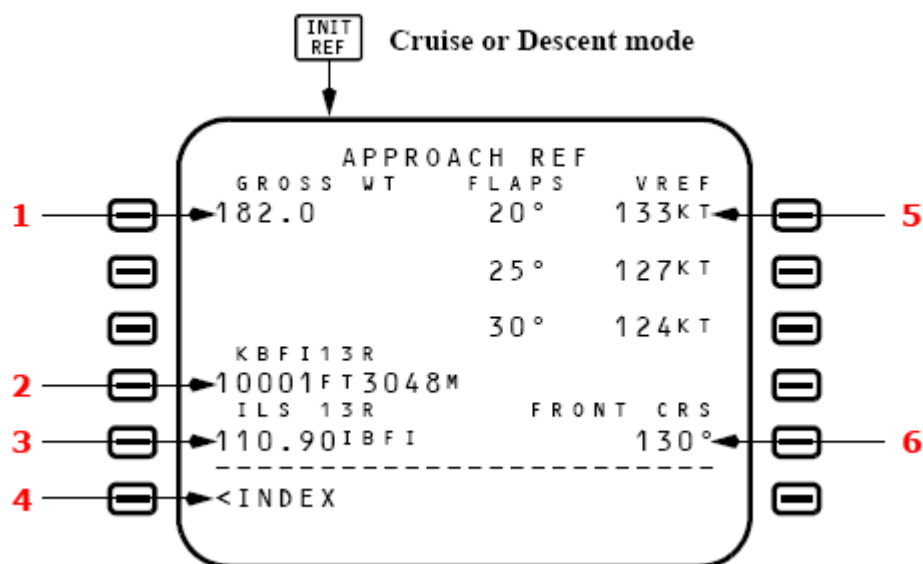 INIT
REF
Cruise or Descent mode
APPROACH REF
GROSS WT FLAPS VREF
1 182.0 20° 133KT 5
25° 127KT
30° 124KT
KBFI13R
2 10001FT3048M
ILS 13R FRONT CRS
3 110.90IBFI 130° 6
--------------------------
4 <INDEX